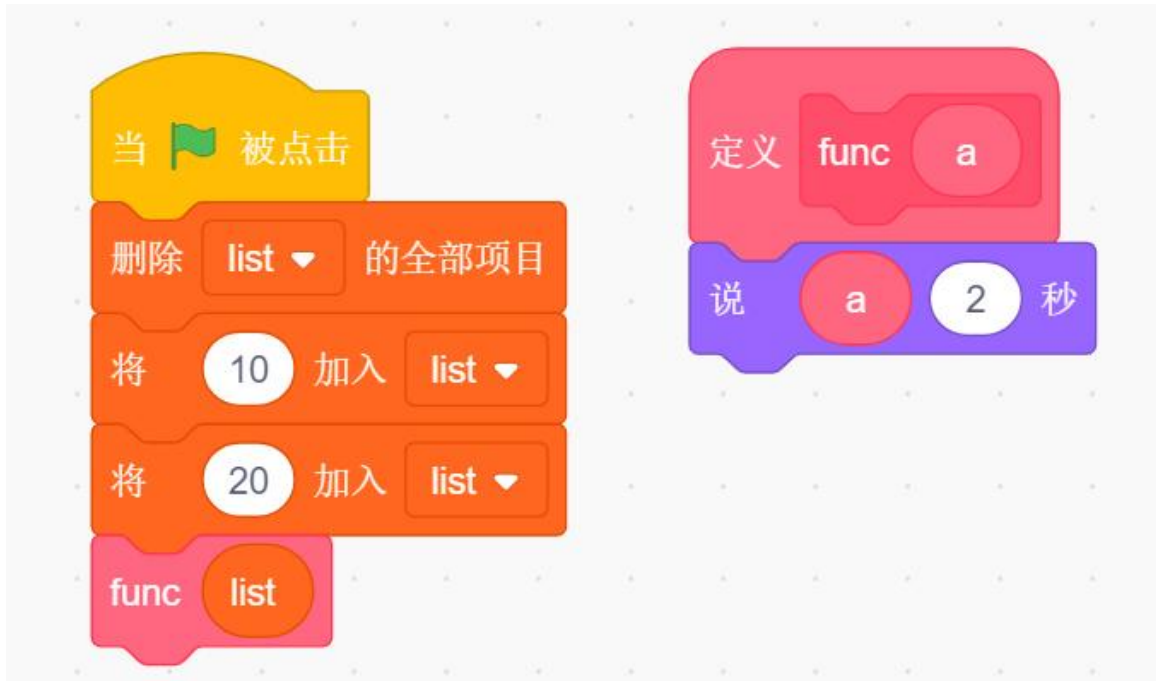 当 被点击
删除 list 的全部项目
将 10 加入 list
将 20 加入 list
func list
定义 func a
说 a 2 秒